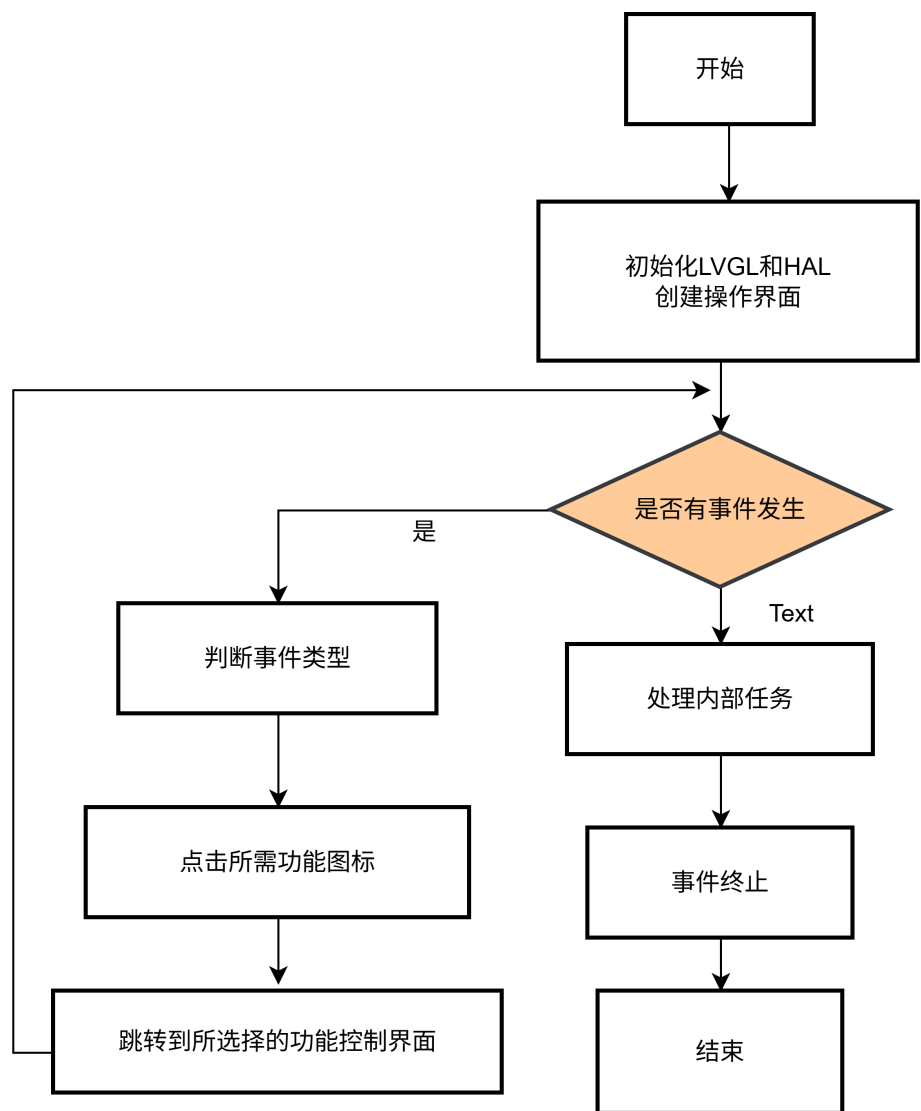 开始
初始化LVGL和HAL
创建操作界面
是否有事件发生
是
Text
判断事件类型
处理内部任务
点击所需功能图标
事件终止
跳转到所选择的功能控制界面
结束